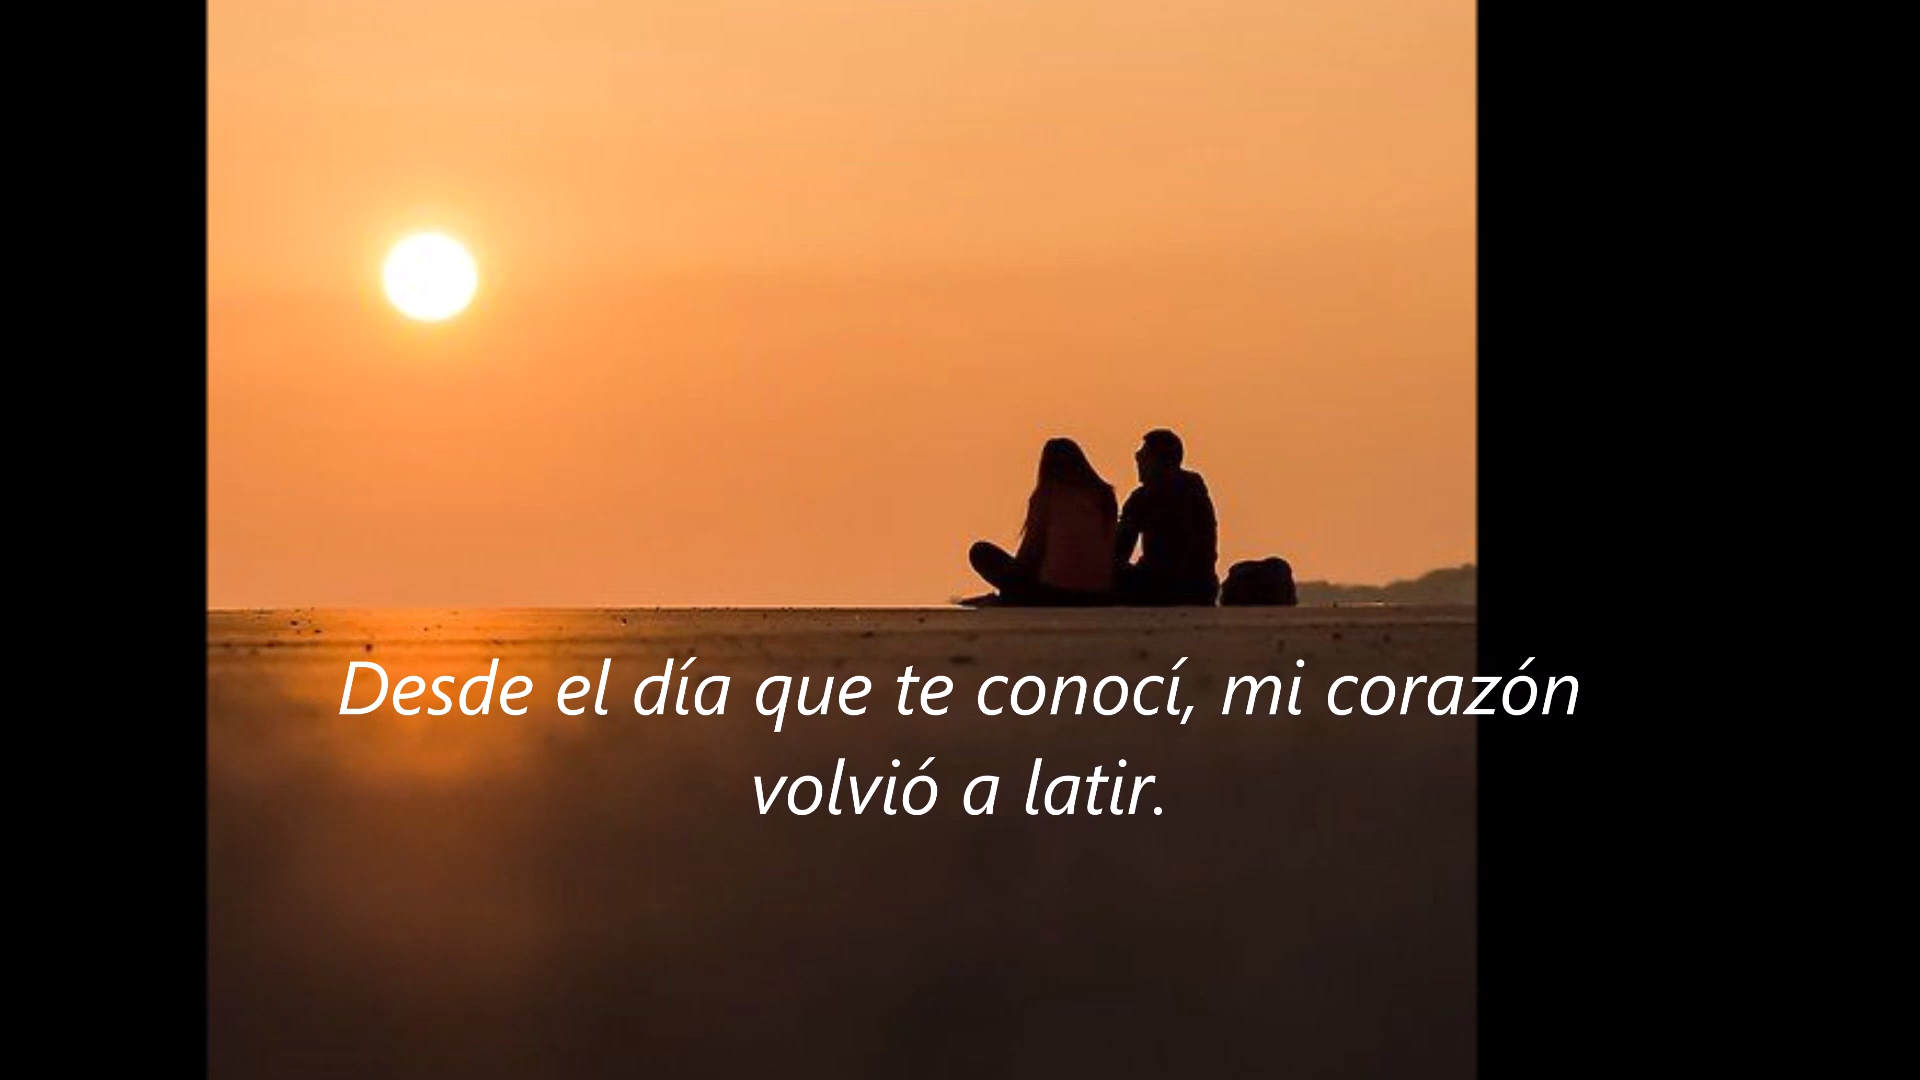 Desde el día que te conocí, mi corazón
volvió a latir.